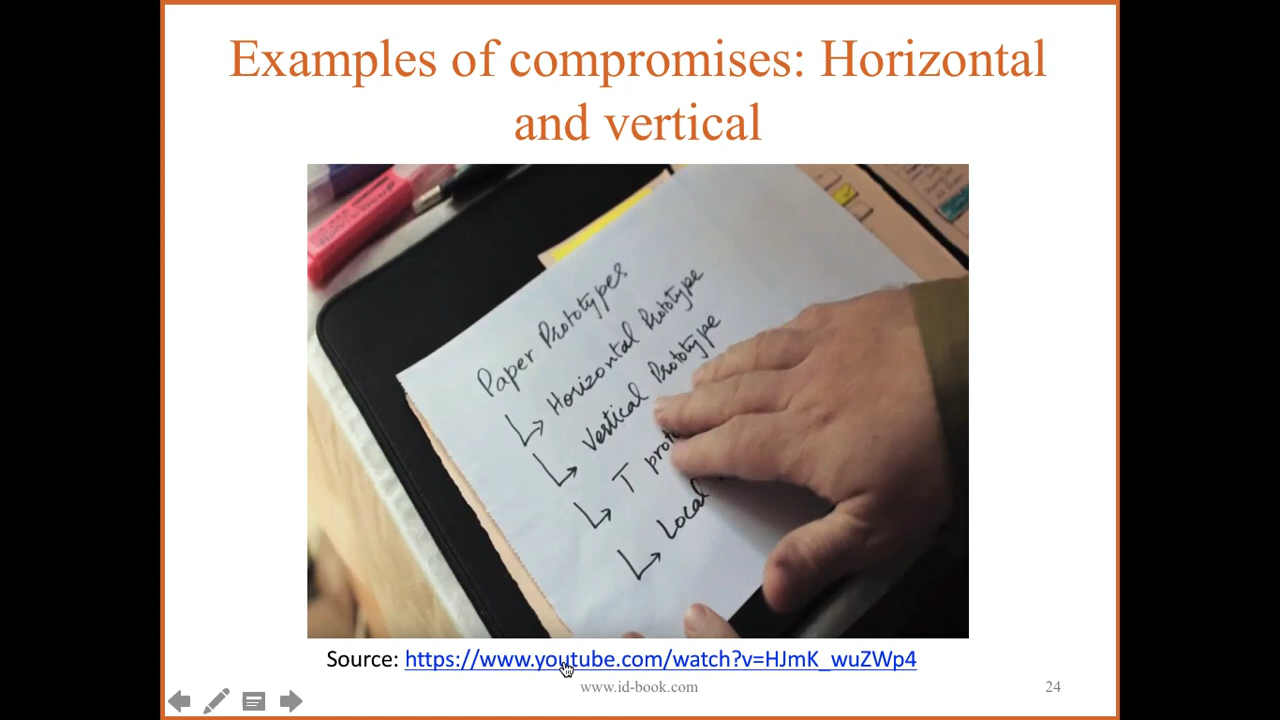 Examples of compromises: Horizontal
and vertical
Paper Prototypes
↳ Horizontal Prototype
↳ Vertical Prototype
↳ T
↳ Local
Source: https://www.youtube.com/watch?v=HJmK_wuZWp4
www.id-book.com
24